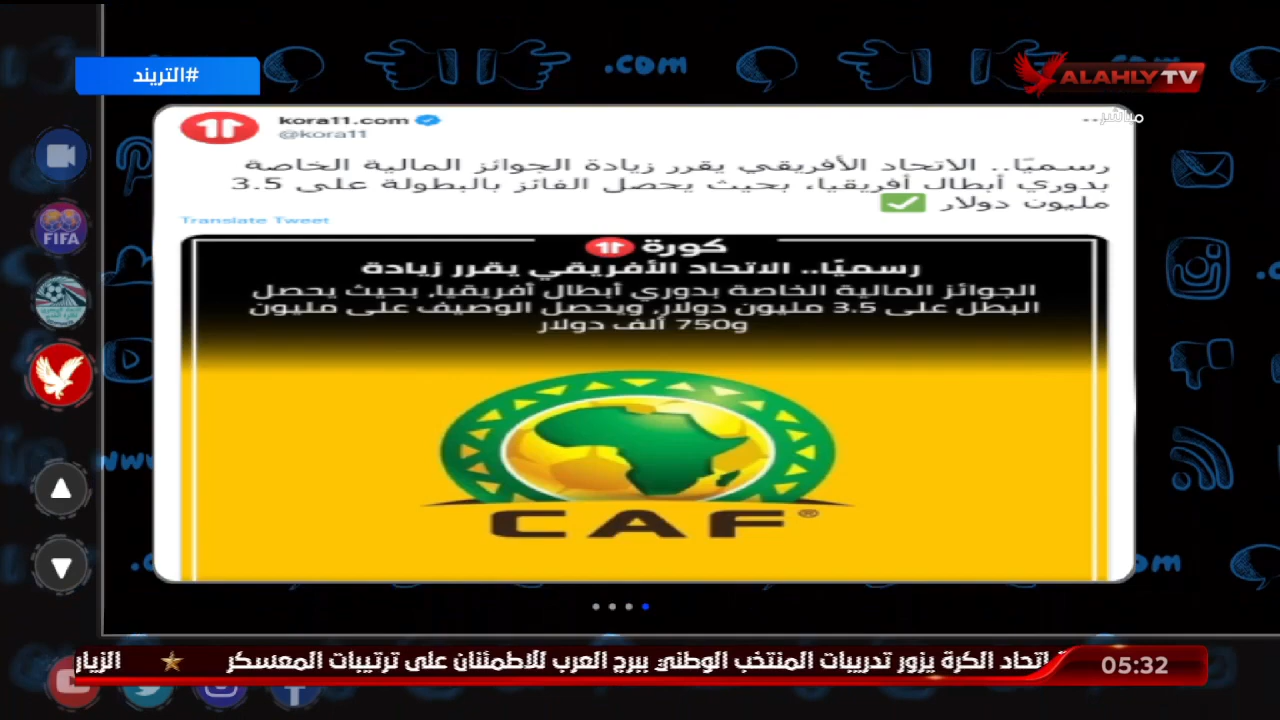 #التريند
ALAHLY TV
مباشر
.com
kora11.com
@kora11
رسميًا.. الاتحاد الأفريقي يقرر زيادة الجوائز المالية الخاصة
بدوري أبطال أفريقيا، بحيث يحصل الفائز بالبطولة على 3.5
مليون دولار ✅
Translate Tweet
كورة 11
رسميًا.. الاتحاد الأفريقي يقرر زيادة
الجوائز المالية الخاصة بدوري أبطال أفريقيا, بحيث يحصل
البطل على 3.5 مليون دولار, ويحصل الوصيف على مليون
و750 ألف دولار
CAF®
FIFA
اتحاد الكرة يزور تدريبات المنتخب الوطني ببرج العرب للاطمئنان على ترتيبات المعسكر
05:32